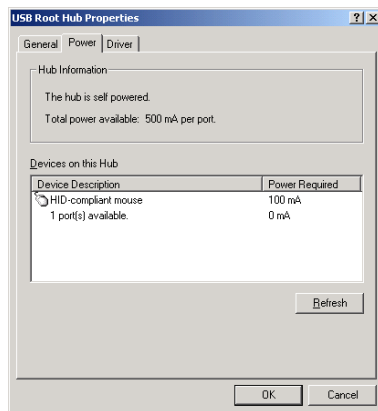 USB Root Hub Properties
General Power Driver
Hub Information
The hub is self powered.
Total power available: 500 mA per port.
Devices on this Hub
Device Description Power Required
HID-compliant mouse 100 mA
1 port(s) available. 0 mA
Refresh
OK Cancel